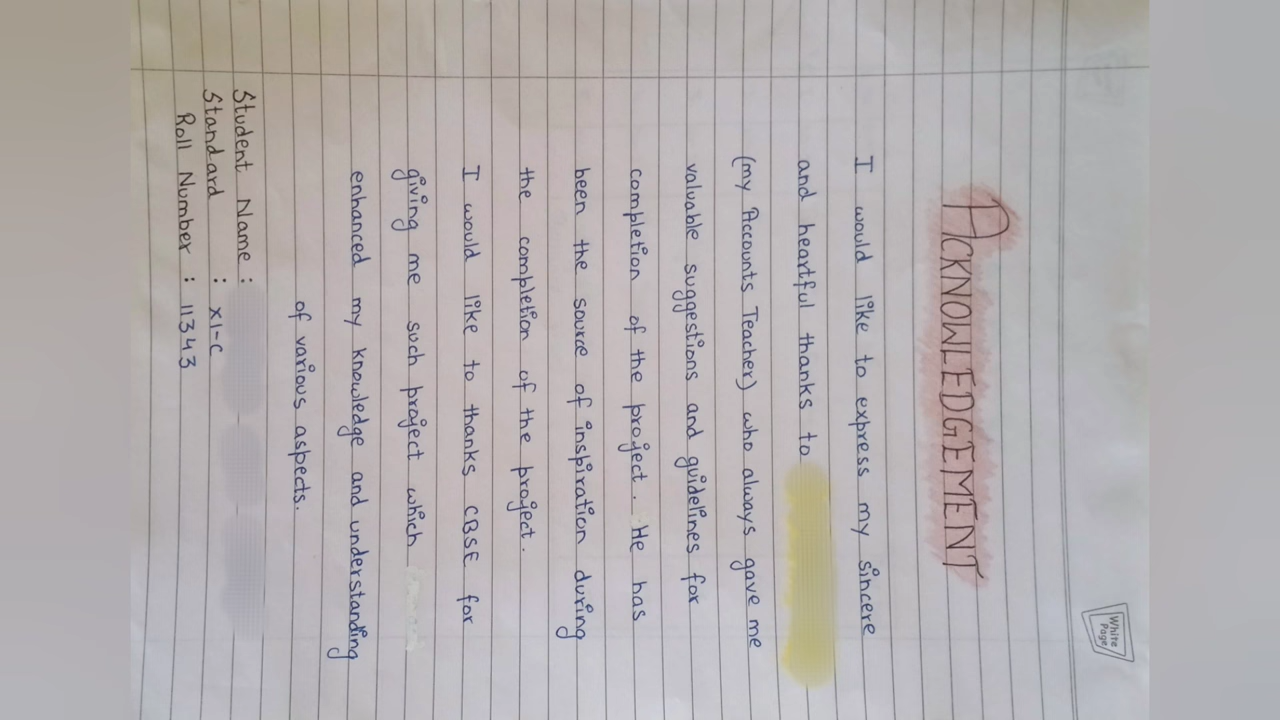 White
Page
ACKNOWLEDGEMENT
I would like to express my sincere
and heartful thanks to
(my Accounts Teacher) who always gave me
valuable suggestions and guidelines for
completion of the project. He has
been the source of inspiration during
the completion of the project.
I would like to thanks CBSE for
giving me such project which
enhanced my knowledge and understanding
of various aspects.
Student Name :
Standard : XI-C
Roll Number : 11343